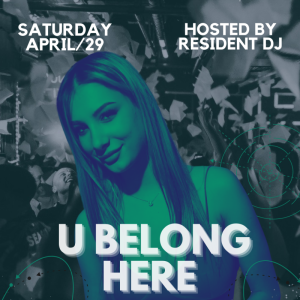 SATURDAY
APRIL/29
HOSTED BY
RESIDENT DJ
U BELONG
HERE